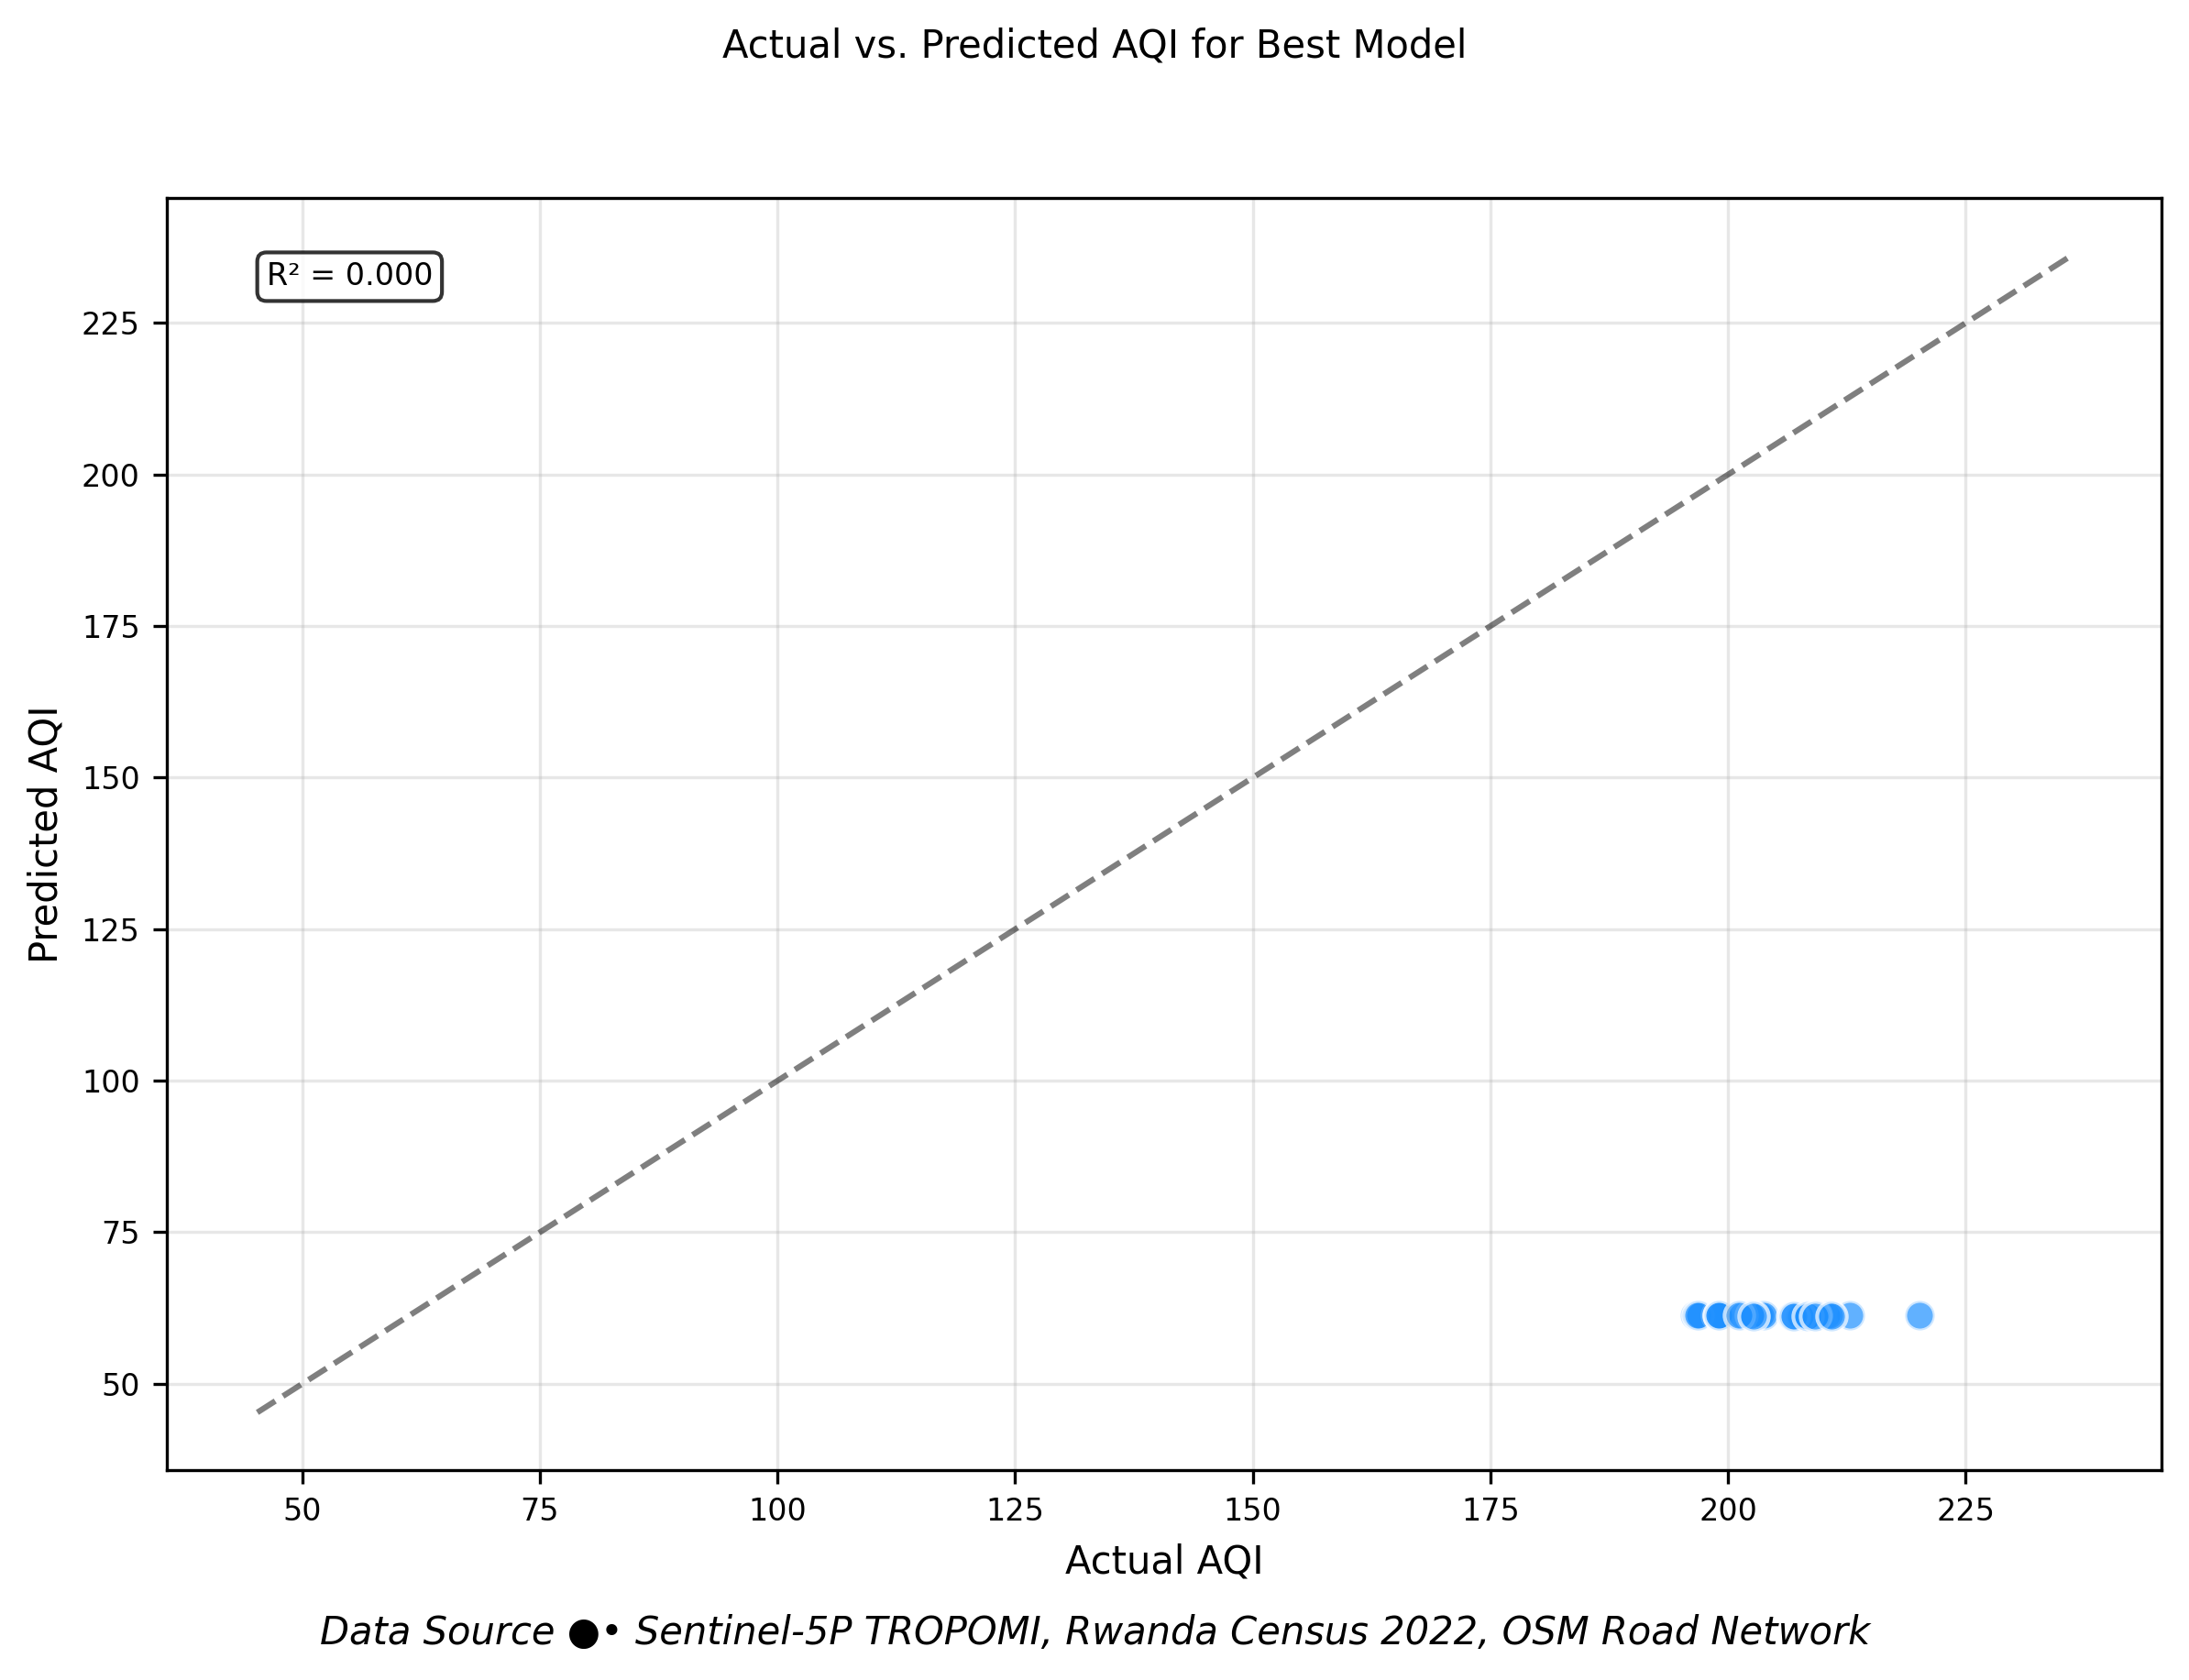 Actual vs. Predicted AQI for Best Model
R² = 0.000
225
200
175
150
125
100
75
50
Predicted AQI
50 75 100 125 150 175 200 225
Actual AQI
Data Source ●• Sentinel-5P TROPOMI, Rwanda Census 2022, OSM Road Network